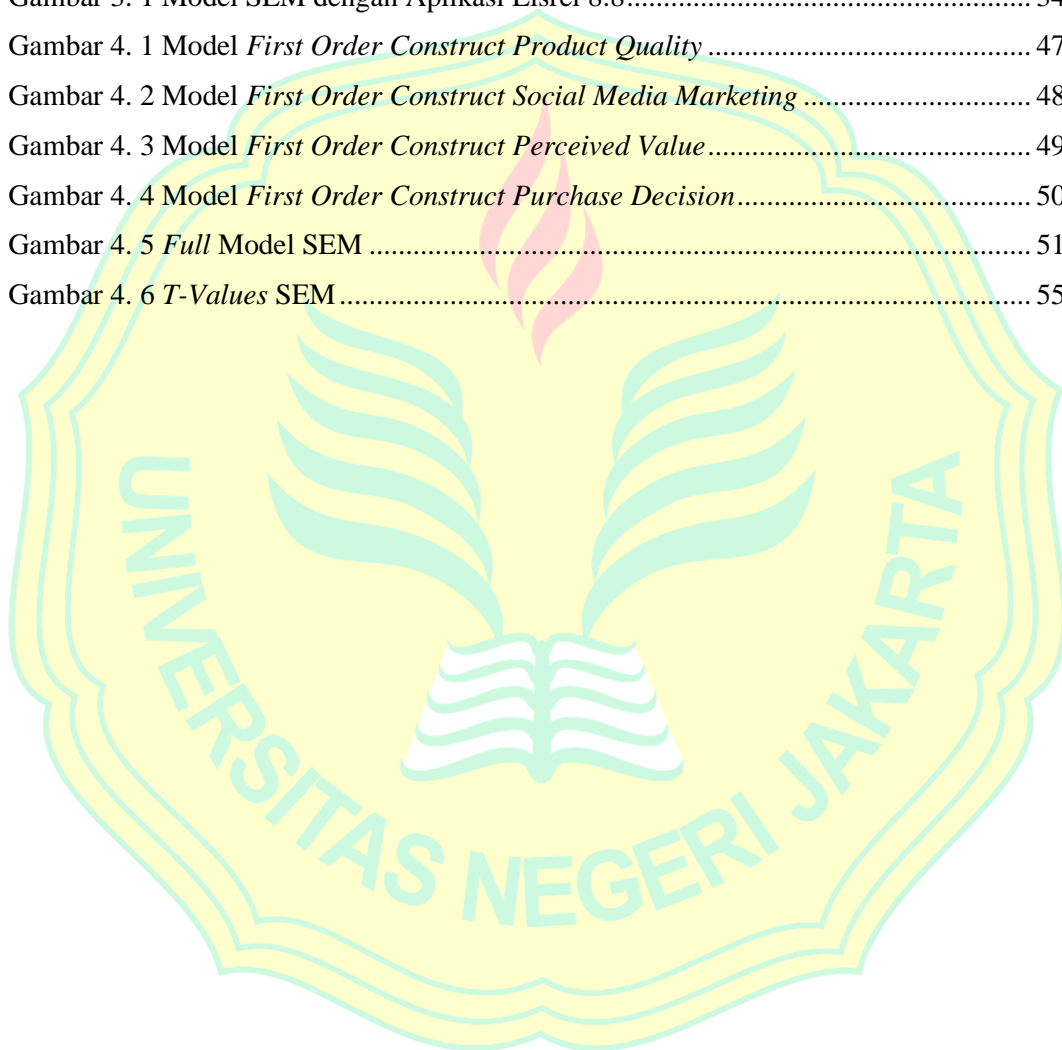 Gambar 3. 1 Model SEM dengan Aplikasi Lisrel 8.8.......................................................... 54
Gambar 4. 1 Model First Order Construct Product Quality ............................................. 47
Gambar 4. 2 Model First Order Construct Social Media Marketing ................................ 48
Gambar 4. 3 Model First Order Construct Perceived Value............................................. 49
Gambar 4. 4 Model First Order Construct Purchase Decision......................................... 50
Gambar 4. 5 Full Model SEM .......................................................................................... 51
Gambar 4. 6 T-Values SEM............................................................................................... 55
UNIVERSITAS NEGERI JAKARTA